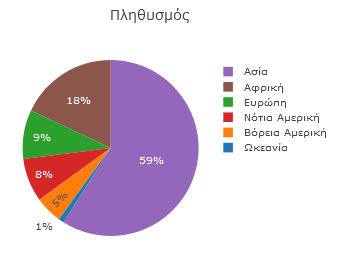 Πληθυσμός
18%
9%
8%
5%
1%
59%
Ασία
Αφρική
Ευρώπη
Νότια Αμερική
Βόρεια Αμερική
Ωκεανία